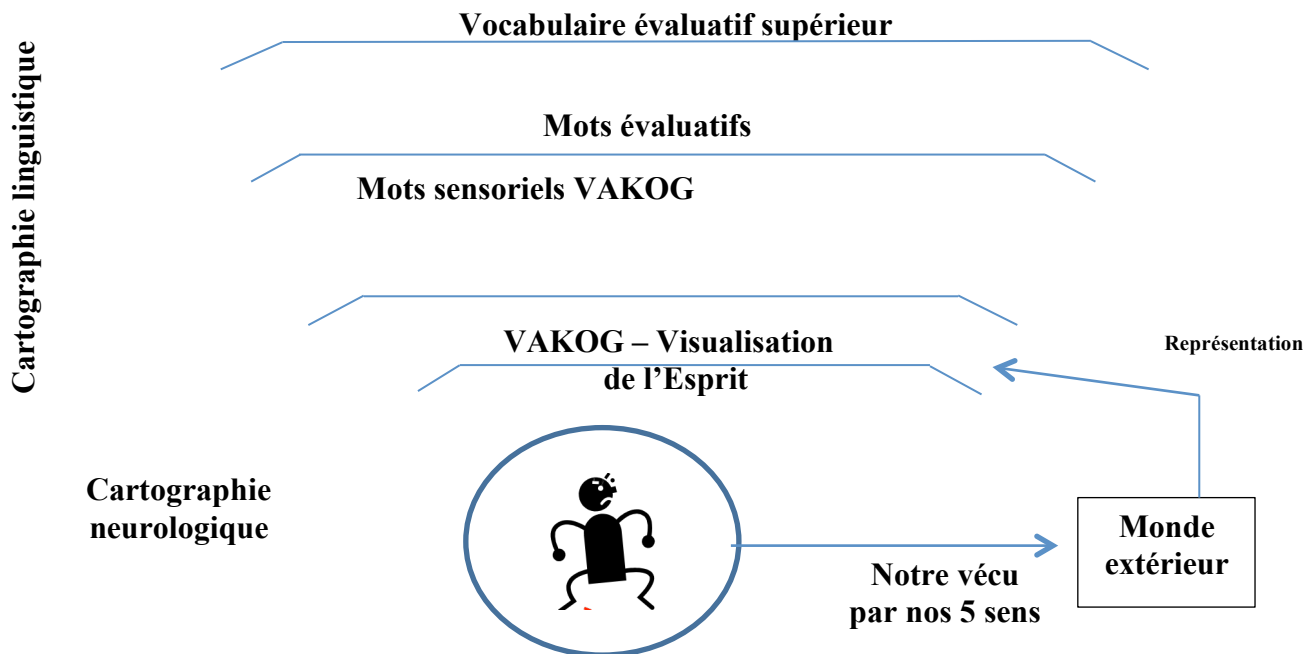 Vocabulaire évaluatif supérieur
Cartographie linguistique
Mots évaluatifs
Mots sensoriels VAKOG
VAKOG – Visualisation
de l’Esprit
Représentation
Cartographie
neurologique
Monde
extérieur
Notre vécu
par nos 5 sens